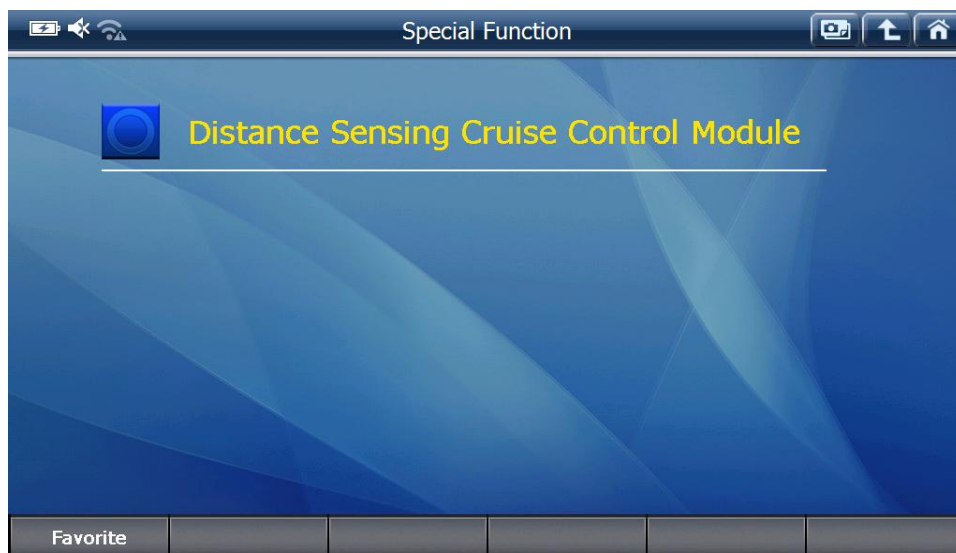 Special Function
Distance Sensing Cruise Control Module
Favorite